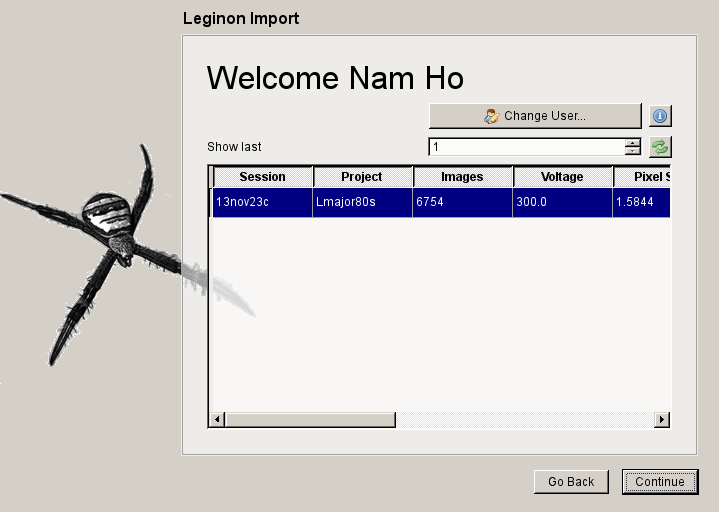 Leginon Import
Welcome Nam Ho
Change User...
Show last
1
Session Project Images Voltage Pixel S
13nov23c Lmajor80s 6754 300.0 1.5844
Go Back Continue